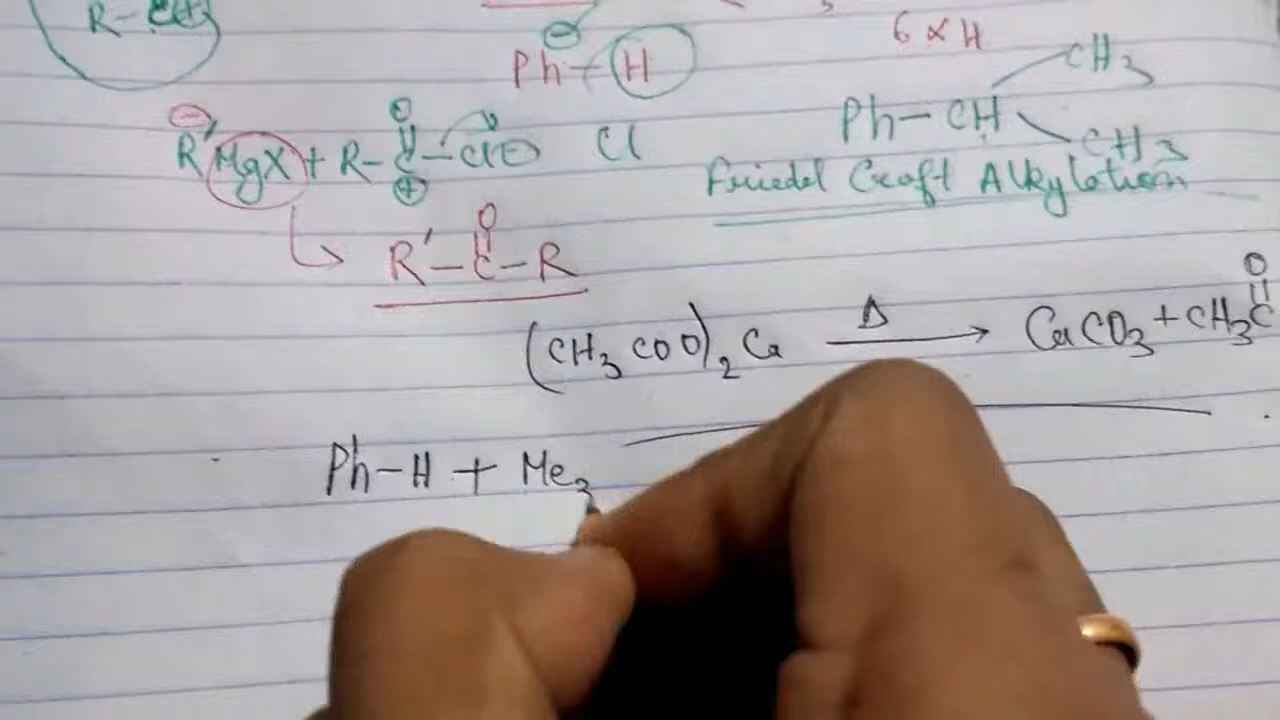 R-C(+)
Ph-H
6 x H
Ph-CH
CH3
CH3
Friedel Craft Alkylation
⊖
R'MgX + R-C-Cl⊖ Cl
O
⊕
O
R'-C-R
(CH3COO)2Ca Δ→ CaCO3 + CH3C
O
Ph-H + Me3